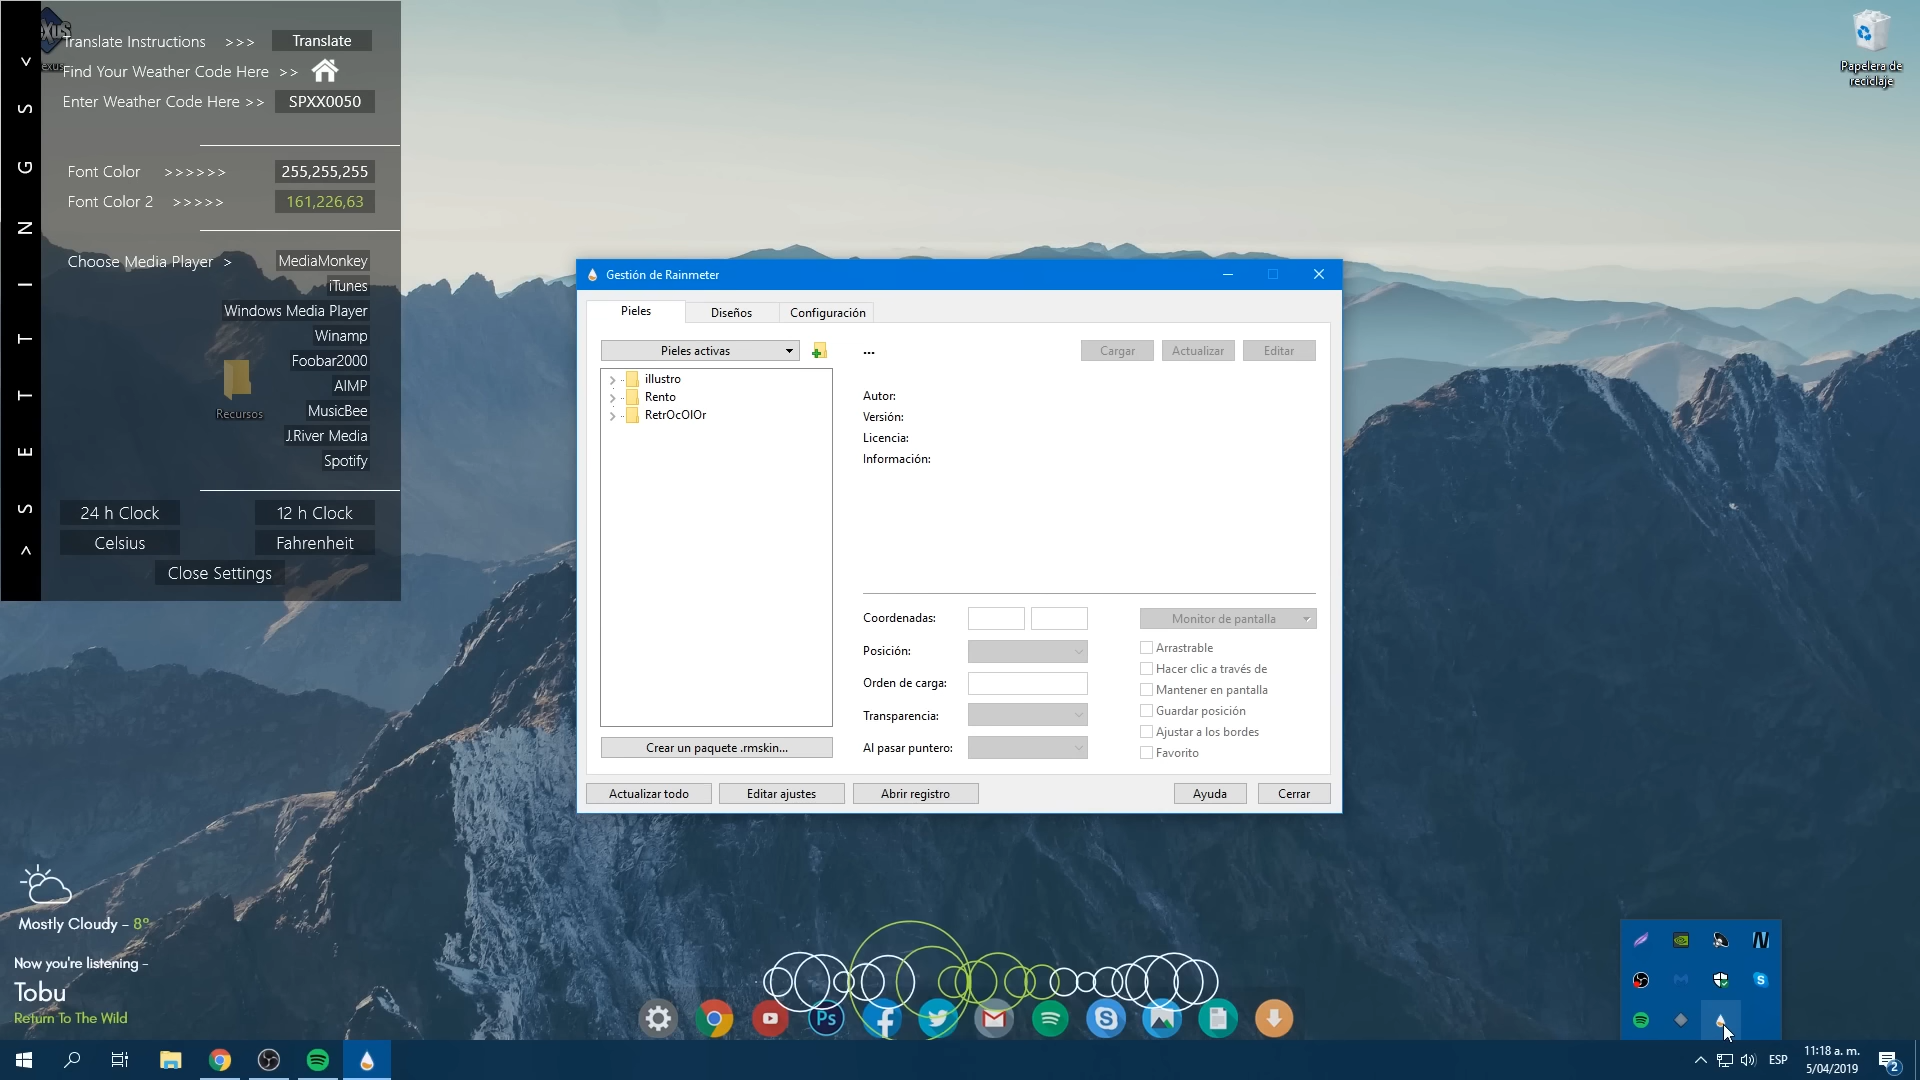 Translate Instructions >>> Translate
Find Your Weather Code Here >>
Enter Weather Code Here >> SPXX0050
Font Color >>>>>> 255,255,255
Font Color 2 >>>>> 161,226,63
Choose Media Player > MediaMonkey
iTunes
Windows Media Player
Winamp
Foobar2000
AIMP
MusicBee
J.River Media
Spotify
24 h Clock 12 h Clock
Celsius Fahrenheit
Close Settings
> SETTINGS <
Recursos
Papelera de
reciclaje
Gestión de Rainmeter
Pieles Diseños Configuración
Pieles activas ... Cargar Actualizar Editar
illustro
Rento
RetrOcOlOr
Autor:
Versión:
Licencia:
Información:
Coordenadas: Monitor de pantalla
Posición:
Orden de carga:
Transparencia:
Al pasar puntero:
Arrastrable
Hacer clic a través de
Mantener en pantalla
Guardar posición
Ajustar a los bordes
Favorito
Crear un paquete .rmskin...
Actualizar todo Editar ajustes Abrir registro Ayuda Cerrar
Mostly Cloudy - 8°
Now you're listening -
Tobu
Return To The Wild
Ps
ESP
11:18 a. m.
5/04/2019
2